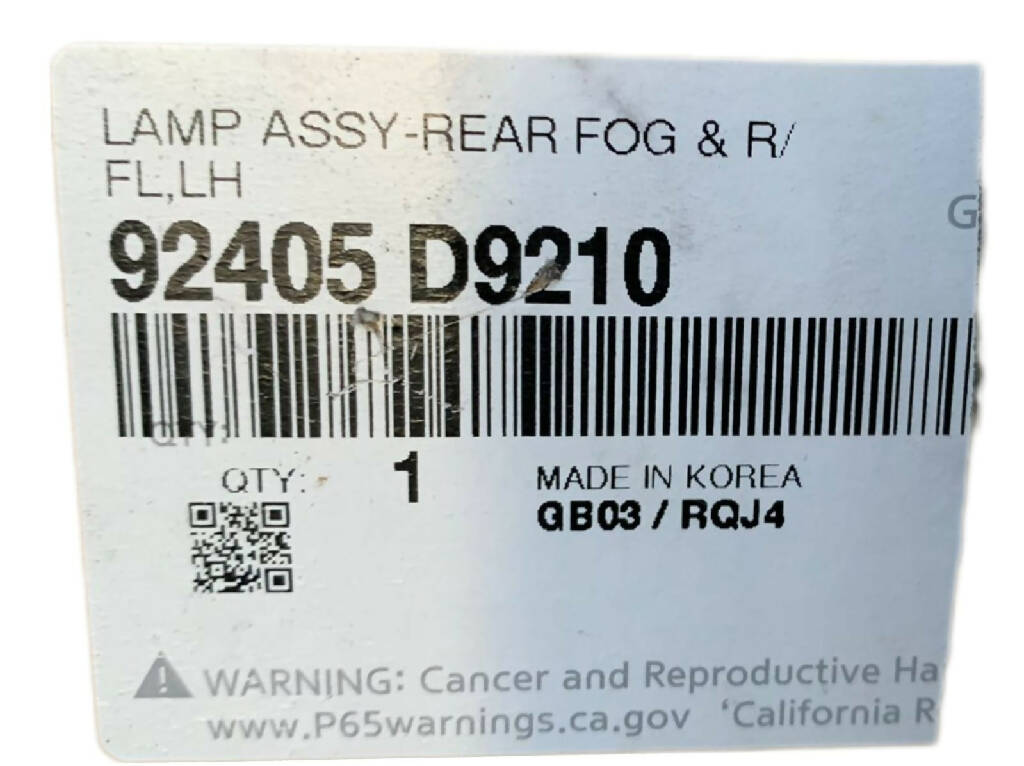 LAMP ASSY-REAR FOG & R/
FL,LH
G
92405 D9210
QTY:
QTY: 1 MADE IN KOREA
GB03 / RQJ4
WARNING: Cancer and Reproductive Ha
www.P65warnings.ca.gov 'California R